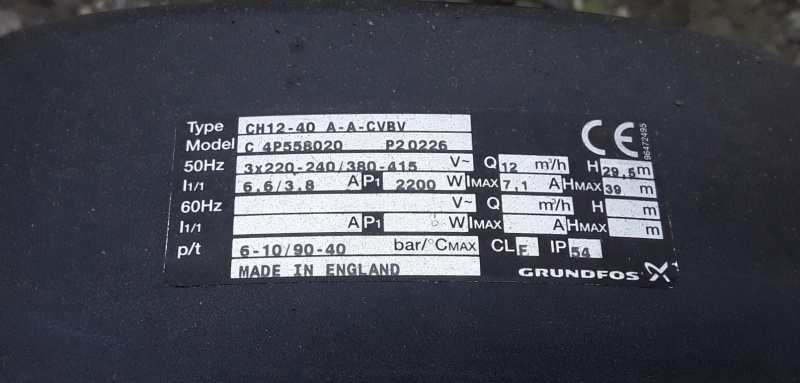 Type CH12-40 A-A-CVBV
Model C 4P558020 P20226
50Hz 3x220-240/380-415 V~ Q 12 m³/h H 29,5 m
I1/1 6,6/3,8 A P1 2200 W IMAX 7,1 A HMAX 39 m
60Hz V~ Q m³/h H m
I1/1 A P1 W IMAX A HMAX m
p/t 6-10/90-40 bar/°CMAX CL F IP 54
MADE IN ENGLAND GRUNDFOS
CE 96472495